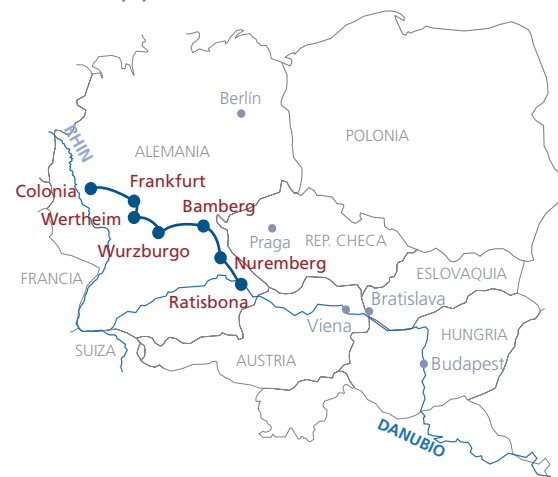 Berlín
RHIN
POLONIA
ALEMANIA
Frankfurt
Colonia
Bamberg
Wertheim
Praga
REP. CHECA
Wurzburgo
Nuremberg
ESLOVAQUIA
FRANCIA
Ratisbona
Bratislava
Viena
HUNGRIA
SUIZA
AUSTRIA
Budapest
DANUBIO